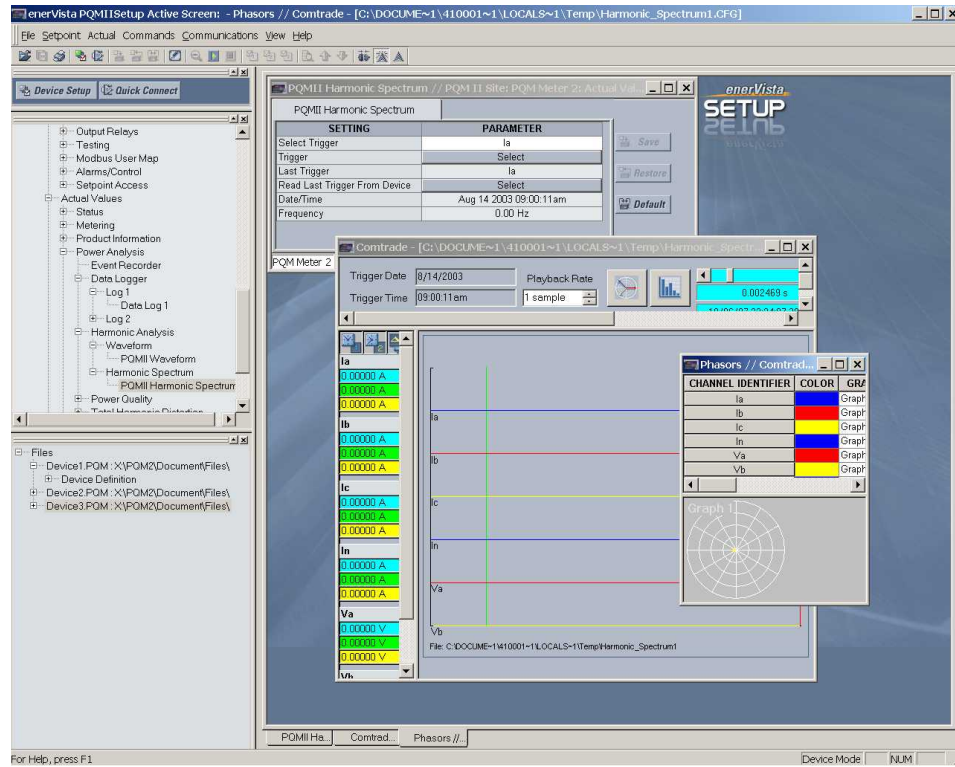 enerVista PQMIISetup Active Screen: - Phasors // Comtrade - [C:\DOCUME~1\410001~1\LOCALS~1\Temp\Harmonic_Spectrum1.CFG]
File Setpoint Actual Commands Communications View Help
Device Setup Quick Connect
Output Relays
Testing
Modbus User Map
Alarms/Control
Setpoint Access
Actual Values
Status
Metering
Product Information
Power Analysis
Event Recorder
Data Logger
Log 1
Data Log 1
Log 2
Harmonic Analysis
Waveform
PQMII Waveform
Harmonic Spectrum
PQMII Harmonic Spectrum
Power Quality
Total Harmonic Distortion
Files
Device1.PQM : X\PQM2\Document\Files\
Device Definition
Device2.PQM : X\PQM2\Document\Files\
Device3.PQM : X\PQM2\Document\Files\
enerVista
SETUP
PQMII Harmonic Spectrum // PQM II Site: PQM Meter 2: Actual Val...
PQMII Harmonic Spectrum
SETTING PARAMETER
Select Trigger Ia
Trigger Select
Last Trigger Ia
Read Last Trigger From Device Select
Date/Time Aug 14 2003 09:00:11am
Frequency 0.00 Hz
Save
Restore
Default
PQM Meter 2
Comtrade - [C:\DOCUME~1\410001~1\LOCALS~1\Temp\Harmonic_Spectr...
Trigger Date 8/14/2003 Playback Rate
Trigger Time 09:00:11am 1 sample
0.002469 s
Ia
0.00000 A
0.00000 A
0.00000 A
Ib
0.00000 A
0.00000 A
0.00000 A
Ic
0.00000 A
0.00000 A
0.00000 A
In
0.00000 A
0.00000 A
0.00000 A
Va
0.00000 V
0.00000 V
0.00000 V
Vb
Ia
Ib
Ic
In
Va
Vb
File: C:\DOCUME~1\410001~1\LOCALS~1\Temp\Harmonic_Spectrum1
Phasors // Comtrad...
CHANNEL IDENTIFIER COLOR GRA
Ia Graph
Ib Graph
Ic Graph
In Graph
Va Graph
Vb Graph
Graph 1
PQMII Ha... Comtrad... Phasors //...
For Help, press F1
Device Mode NUM